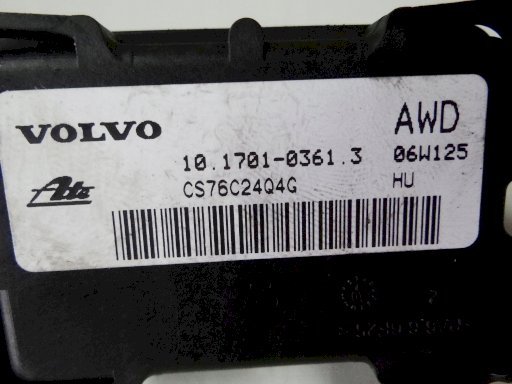 VOLVO
AWD
10.1701-0361.3
06W125
Ate
CS76C24Q4G
HU